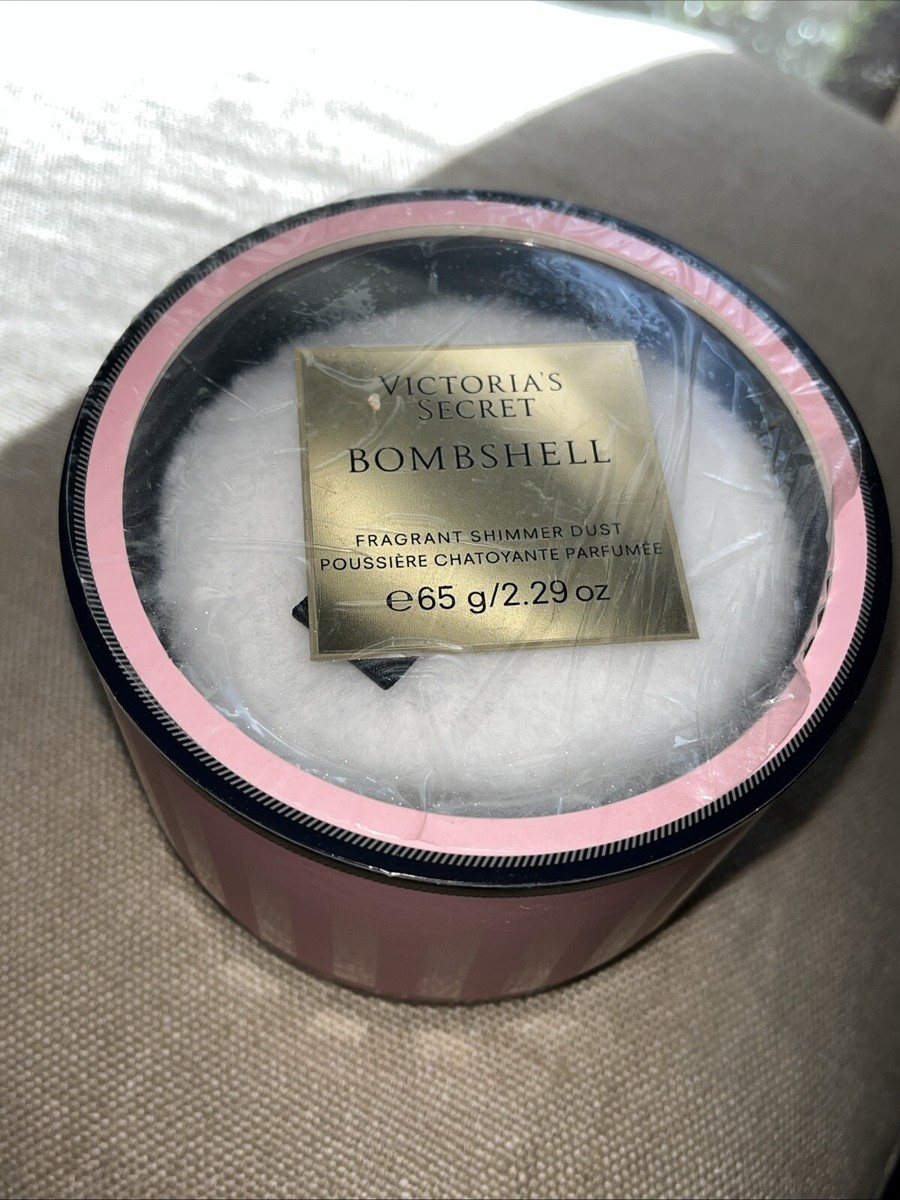 VICTORIA'S
SECRET
BOMBSHELL
FRAGRANT SHIMMER DUST
POUSSIÈRE CHATOYANTE PARFUMÉE
℮65 g/2.29 oz